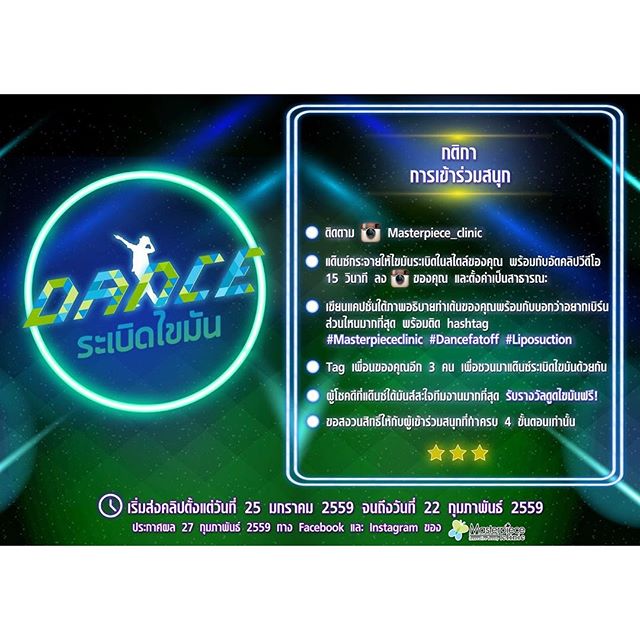 DANCE
ระเบิดไขมัน
กติกา
การเข้าร่วมสนุก
ติดตาม Masterpiece_clinic
แด๊นซ์กระจายให้ไขมันระเบิดในสไตล์ของคุณ พร้อมกับอัดคลิปวิดีโอ
15 วินาที ลง ของคุณ และตั้งค่าเป็นสาธารณะ
เขียนแคปชั่นใต้ภาพอธิบายท่าเต้นของคุณพร้อมกับบอกว่าอยากเบิร์น
ส่วนไหนมากที่สุด พร้อมติด hashtag
#Masterpiececlinic #Dancefatoff #Liposuction
Tag เพื่อนของคุณอีก 3 คน เพื่อชวนมาแด๊นซ์ระเบิดไขมันด้วยกัน
ผู้โชคดีที่แด๊นซ์ได้มันส์สะใจทีมงานมากที่สุด รับรางวัลดูดไขมันฟรี!
ขอสงวนสิทธิ์ให้กับผู้เข้าร่วมสนุกที่ทำครบ 4 ขั้นตอนเท่านั้น
เริ่มส่งคลิปตั้งแต่วันที่ 25 มกราคม 2559 จนถึงวันที่ 22 กุมภาพันธ์ 2559
ประกาศผล 27 กุมภาพันธ์ 2559 ทาง Facebook และ Instagram ของ Masterpiece